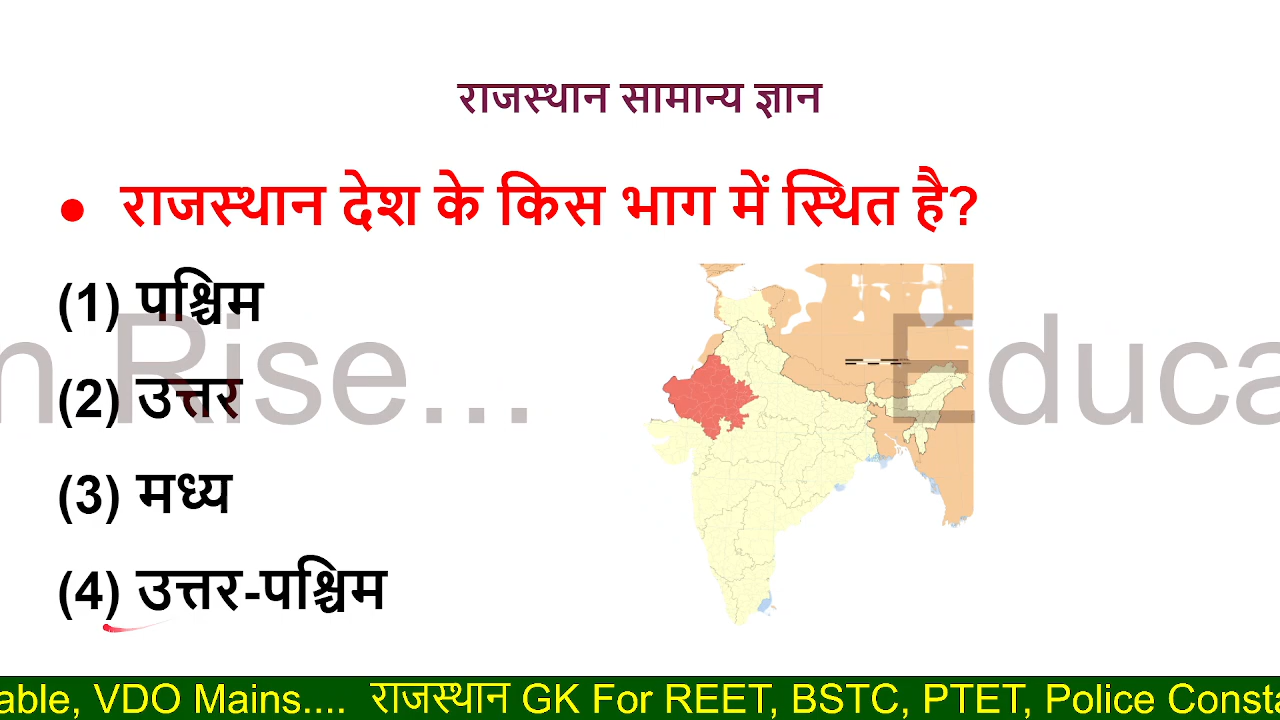 राजस्थान सामान्य ज्ञान
● राजस्थान देश के किस भाग में स्थित है?
(1) पश्चिम
n Rise... Educa
(2) उत्तर
(3) मध्य
(4) उत्तर-पश्चिम
able, VDO Mains.... राजस्थान GK For REET, BSTC, PTET, Police Consta